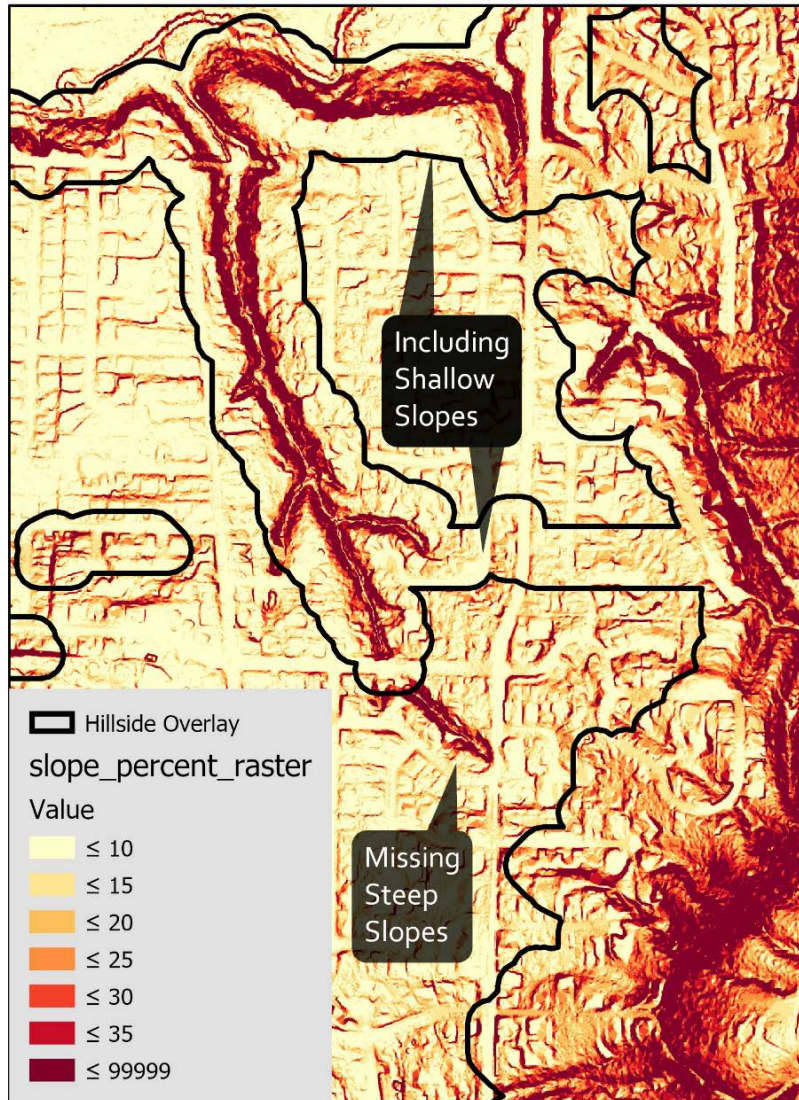 Including
Shallow
Slopes
Missing
Steep
Slopes
Hillside Overlay
slope_percent_raster
Value
≤ 10
≤ 15
≤ 20
≤ 25
≤ 30
≤ 35
≤ 99999